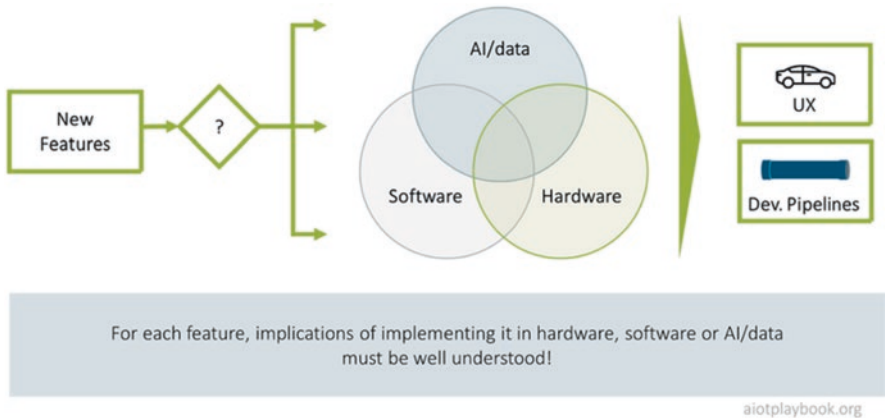 New
Features
?
AI/data
Software
Hardware
UX
Dev. Pipelines
For each feature, implications of implementing it in hardware, software or AI/data
must be well understood!
aiotplaybook.org